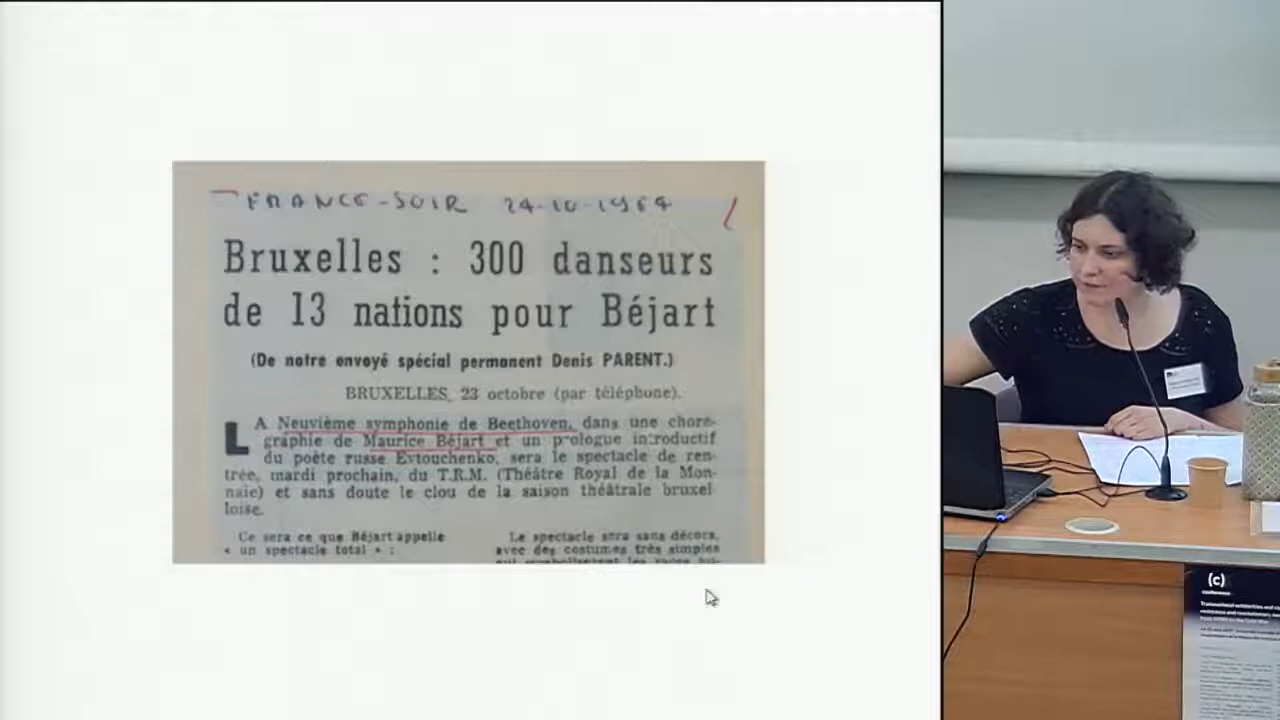 FRANCE-SOIR 24-10-1964
Bruxelles : 300 danseurs
de 13 nations pour Béjart
(De notre envoyé spécial permanent Denis PARENT.)
BRUXELLES, 23 octobre (par téléphone).
LA Neuvième symphonie de Beethoven, dans une choré-
graphie de Maurice Béjart et un prologue introductif
du poète russe Evtouchenko, sera le spectacle de ren-
trée, mardi prochain, du T.R.M. (Théâtre Royal de la Mon-
naie) et sans doute le clou de la saison théâtrale bruxel-
loise.
Ce sera ce que Béjart appelle
« un spectacle total » :
Le spectacle sera sans décors,
avec des costumes très simples
(c)
conference